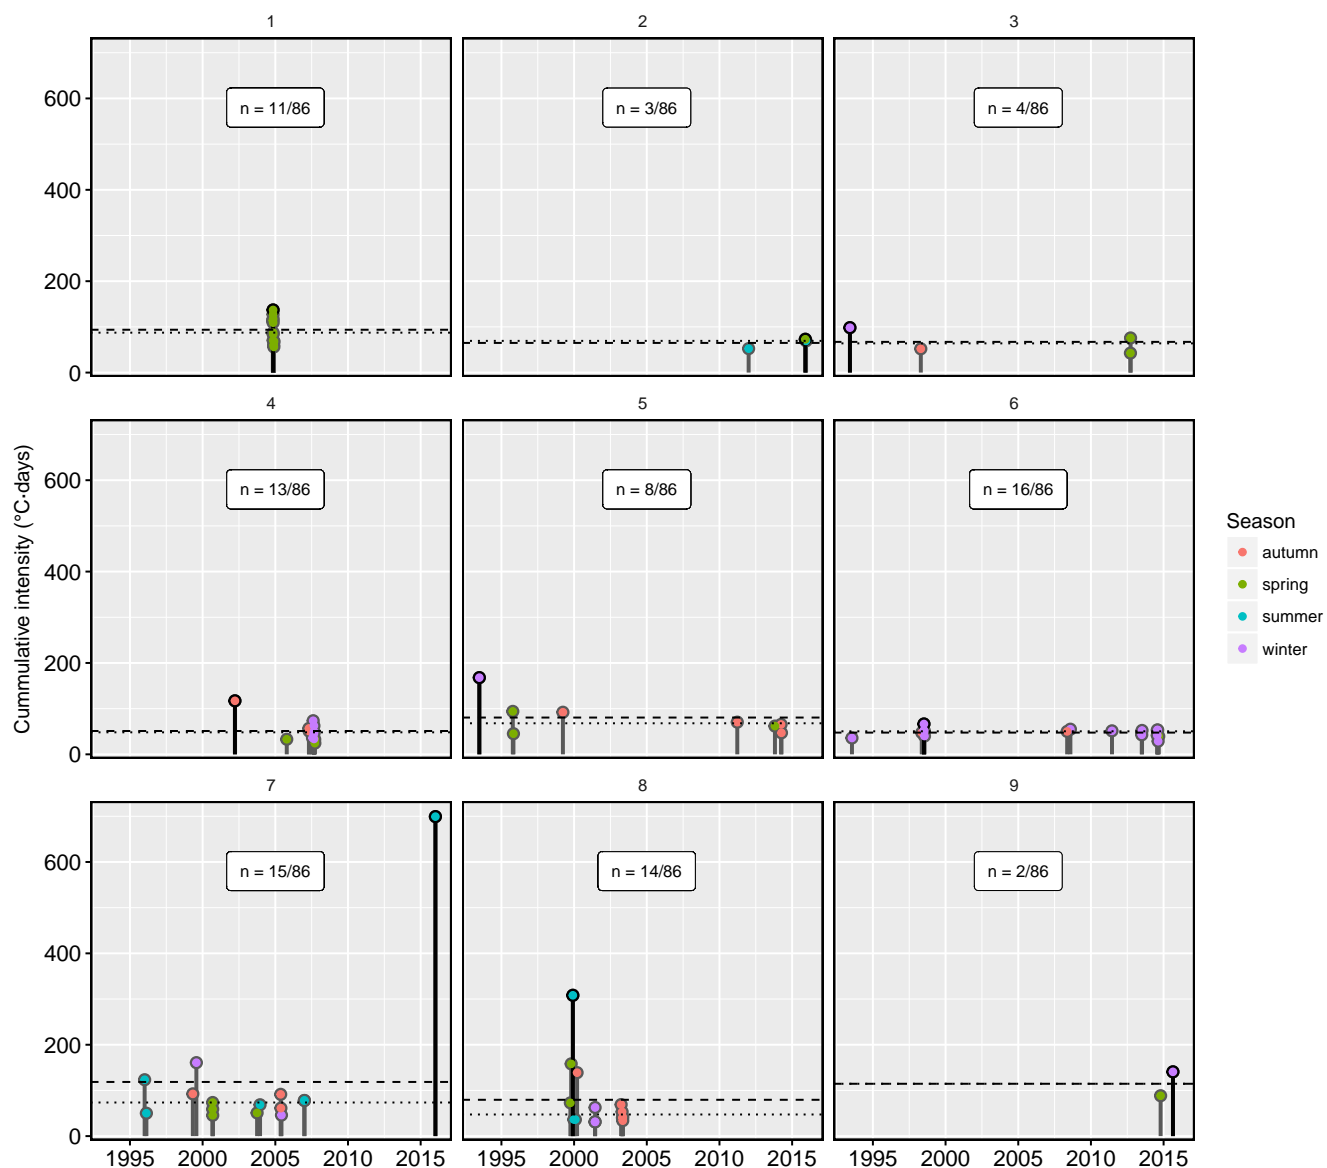 1 2 3
600
400
200
0
n = 11/86 n = 3/86 n = 4/86
4 5 6
600
400
200
0
n = 13/86 n = 8/86 n = 16/86
Cummulative intensity (°C·days)
7 8 9
600
400
200
0
n = 15/86 n = 14/86 n = 2/86
1995 2000 2005 2010 2015 1995 2000 2005 2010 2015 1995 2000 2005 2010 2015
Season
autumn
spring
summer
winter